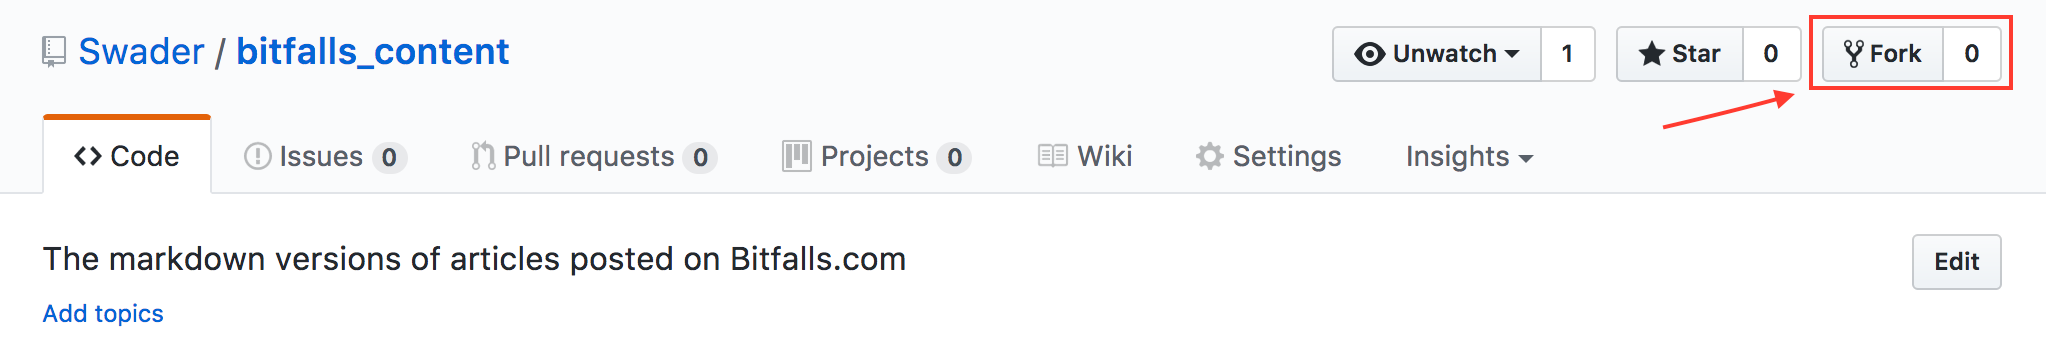 Swader / bitfalls_content Unwatch 1 Star 0 Fork 0
Code Issues 0 Pull requests 0 Projects 0 Wiki Settings Insights
The markdown versions of articles posted on Bitfalls.com Edit
Add topics